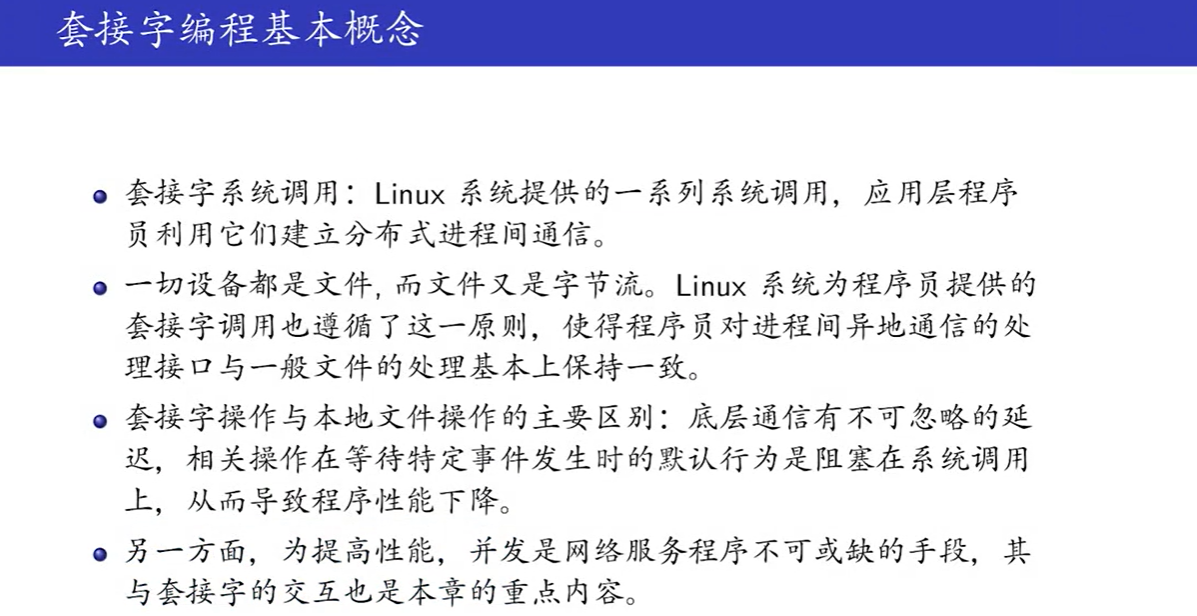 套接字编程基本概念
套接字系统调用：Linux 系统提供的一系列系统调用，应用层程序
员利用它们建立分布式进程间通信。
一切设备都是文件, 而文件又是字节流。Linux 系统为程序员提供的
套接字调用也遵循了这一原则，使得程序员对进程间异地通信的处
理接口与一般文件的处理基本上保持一致。
套接字操作与本地文件操作的主要区别：底层通信有不可忽略的延
迟，相关操作在等待特定事件发生时的默认行为是阻塞在系统调用
上，从而导致程序性能下降。
另一方面，为提高性能，并发是网络服务程序不可或缺的手段，其
与套接字的交互也是本章的重点内容。